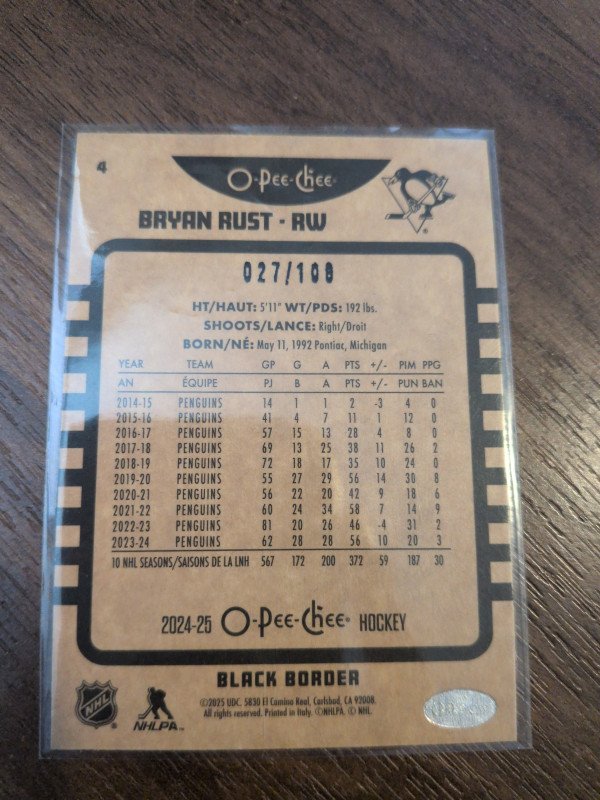 4
O-Pee-Chee
BRYAN RUST · RW
027/100
HT/HAUT: 5'11" WT/PDS: 192 lbs.
SHOOTS/LANCE: Right/Droit
BORN/NÉ: May 11, 1992 Pontiac, Michigan
YEAR TEAM GP G A PTS +/- PIM PPG
AN ÉQUIPE PJ B A PTS +/- PUN BAN
2014-15 PENGUINS 14 1 1 2 -3 4 0
2015-16 PENGUINS 41 4 7 11 1 12 0
2016-17 PENGUINS 57 15 13 28 4 8 0
2017-18 PENGUINS 69 13 25 38 11 26 2
2018-19 PENGUINS 72 18 17 35 10 24 0
2019-20 PENGUINS 55 27 29 56 14 30 8
2020-21 PENGUINS 56 22 20 42 9 18 6
2021-22 PENGUINS 60 24 34 58 7 14 9
2022-23 PENGUINS 81 20 26 46 -4 31 2
2023-24 PENGUINS 62 28 28 56 10 20 3
10 NHL SEASONS/SAISONS DE LA LNH 567 172 200 372 59 187 30
2024-25 O-Pee-Chee HOCKEY
BLACK BORDER
NHL
NHLPA
©2025 UDC. 5830 El Camino Real, Carlsbad, CA 92008.
All rights reserved. Printed in Italy. ©NHLPA. © NHL.